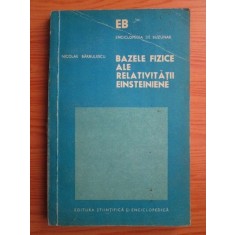 EB
ENCICLOPEDIA DE BUZUNAR
NICOLAE BĂRBULESCU
BAZELE FIZICE
ALE
RELATIVITĂȚII
EINSTEINIENE
EDITURA ȘTIINȚIFICĂ ȘI ENCICLOPEDICĂ